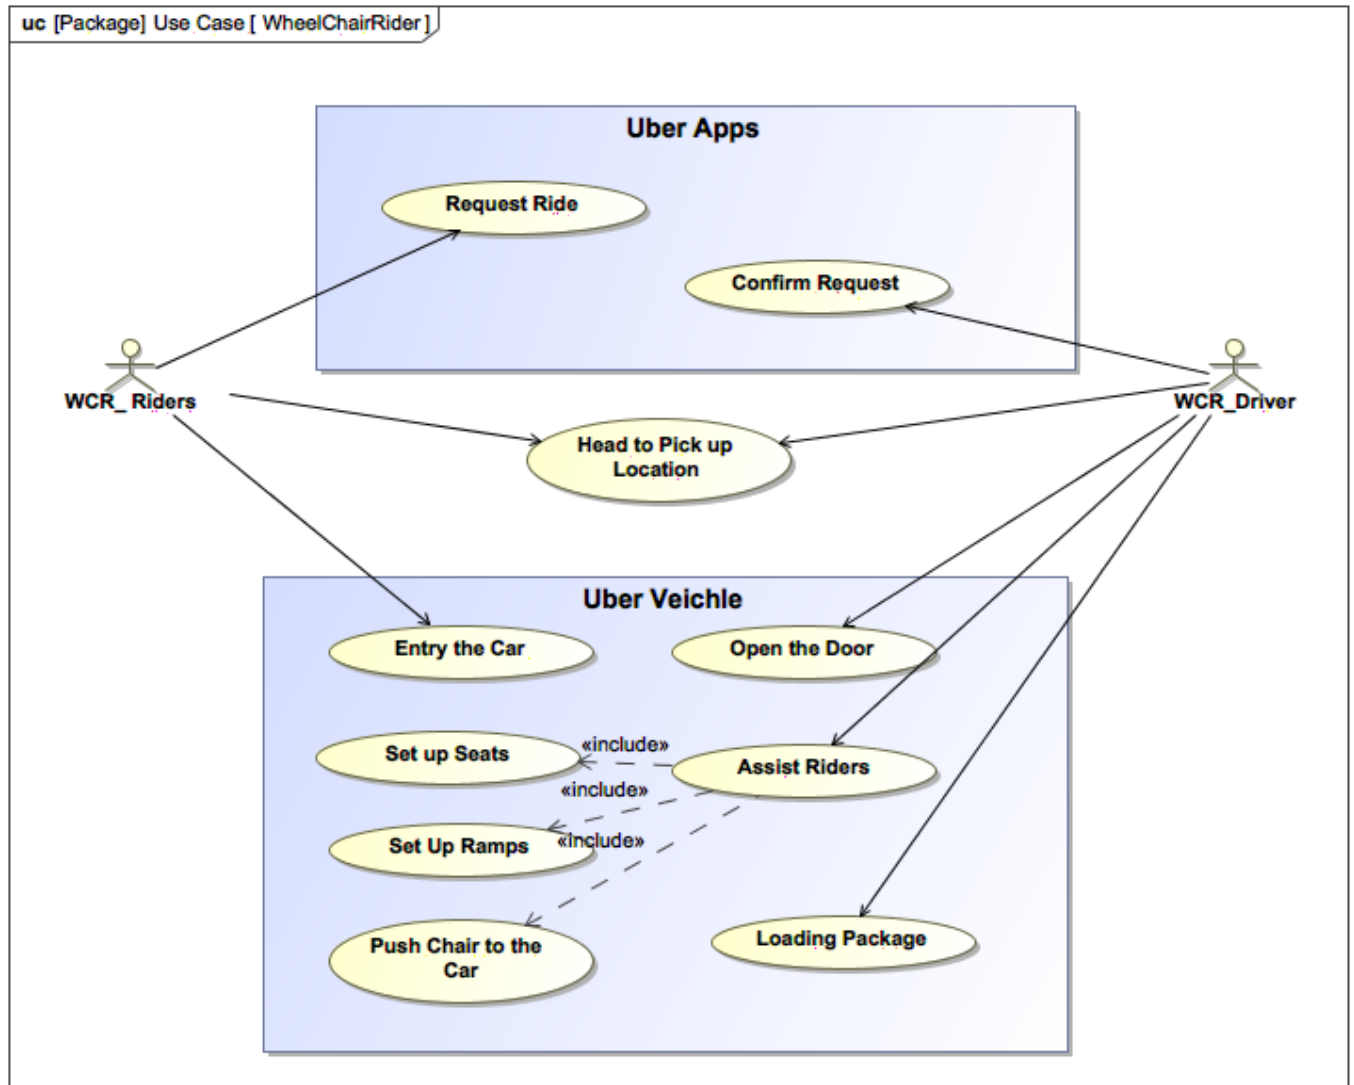 uc [Package] Use Case [ WheelChairRider ]
Uber Apps
Request Ride
Confirm Request
WCR_ Riders
WCR_Driver
Head to Pick up
Location
Uber Veichle
Entry the Car
Open the Door
Set up Seats
«include»
Assist Riders
«include»
Set Up Ramps
«include»
Push Chair to the
Car
Loading Package